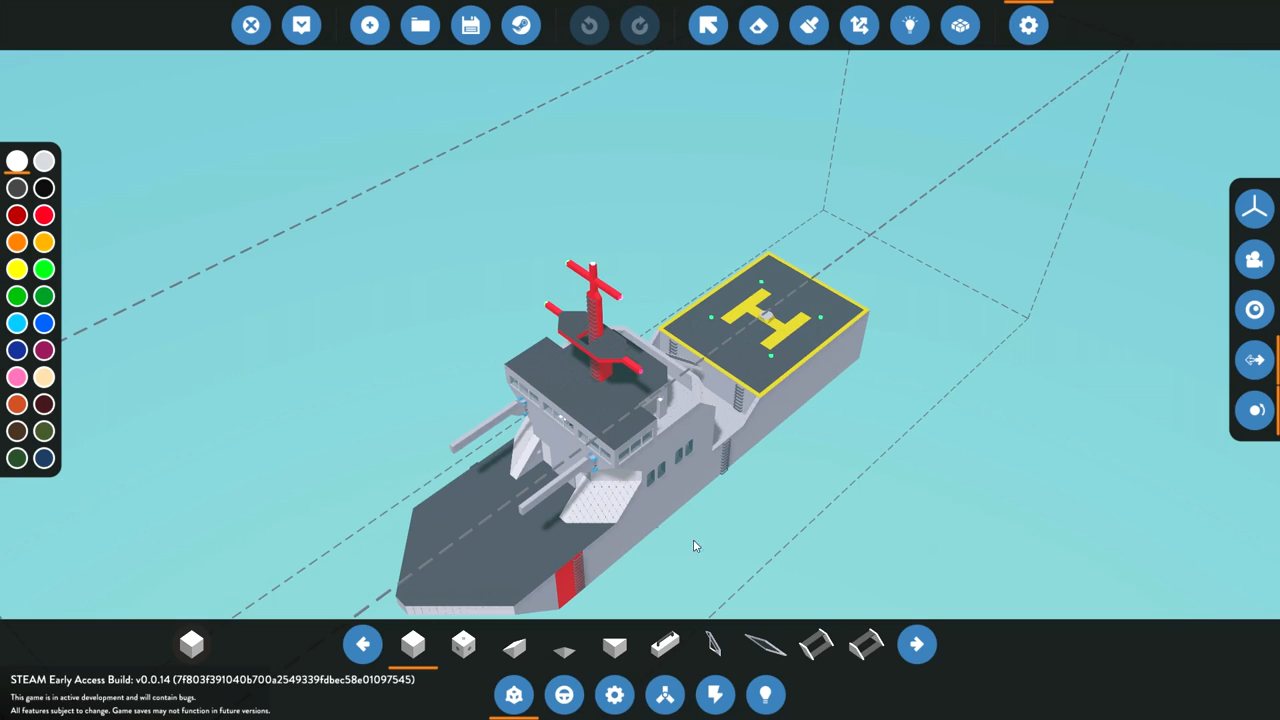 H
STEAM Early Access Build: v0.0.14 (7f803f391040b700a2549339fdbec58e01097545)
This game is in active development and will contain bugs.
All features subject to change. Game saves may not function in future versions.